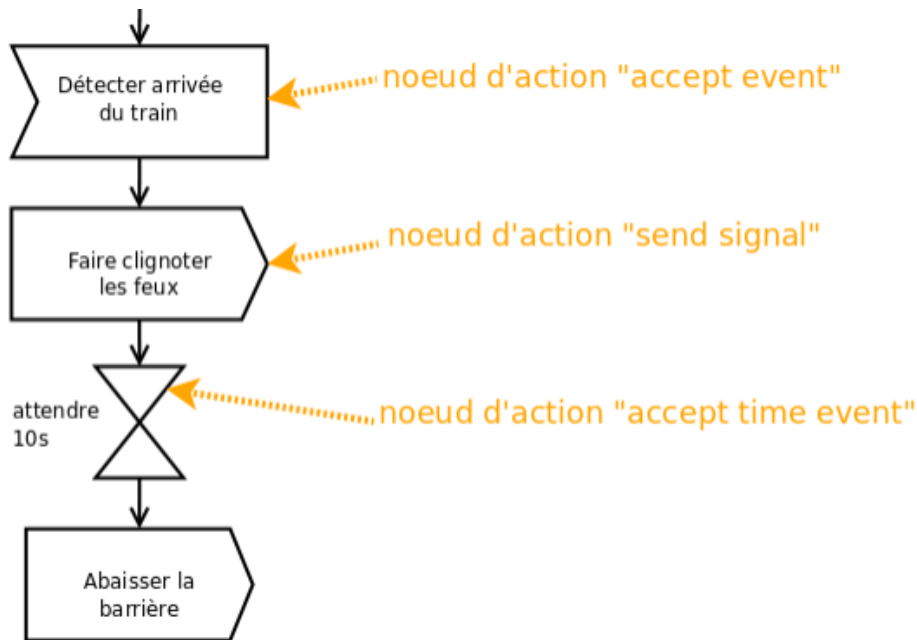 Détecter arrivée
du train
noeud d'action "accept event"
Faire clignoter
les feux
noeud d'action "send signal"
attendre
10s
noeud d'action "accept time event"
Abaisser la
barrière